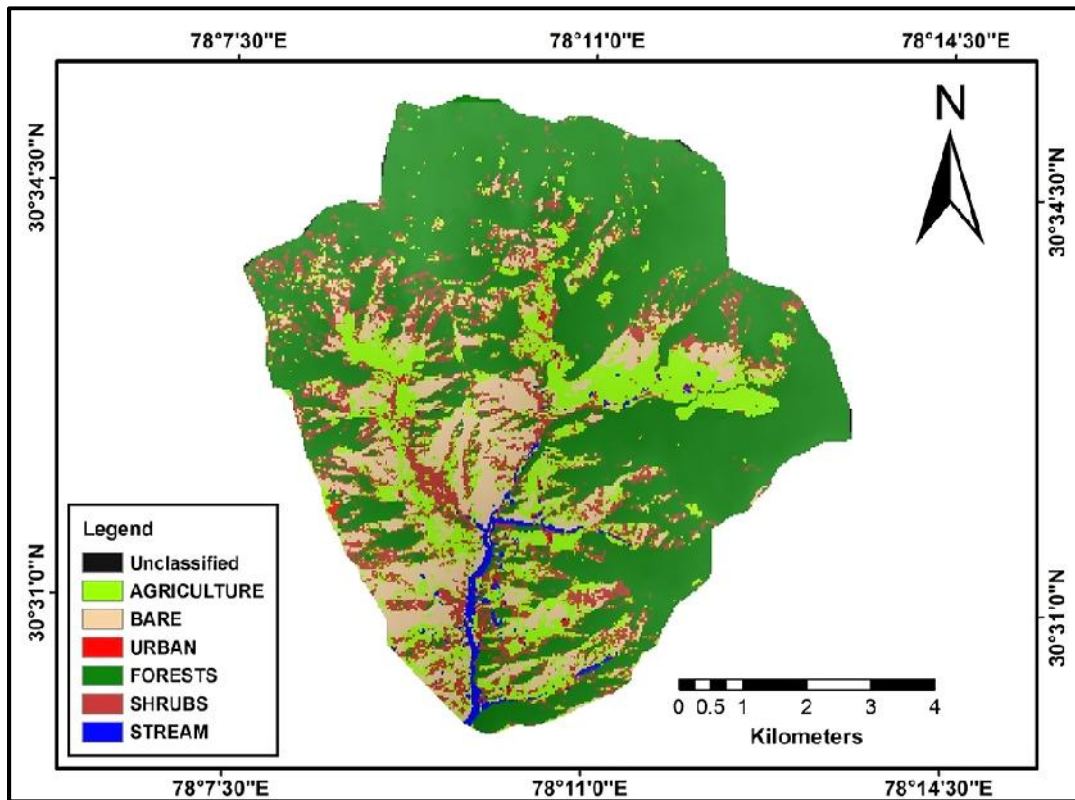 78°7'30"E 78°11'0"E 78°14'30"E
N
30°34'30"N
30°34'30"N
Legend
Unclassified
AGRICULTURE
BARE
URBAN
FORESTS
SHRUBS
STREAM
30°31'0"N
30°31'0"N
0 0.5 1 2 3 4
Kilometers
78°7'30"E 78°11'0"E 78°14'30"E